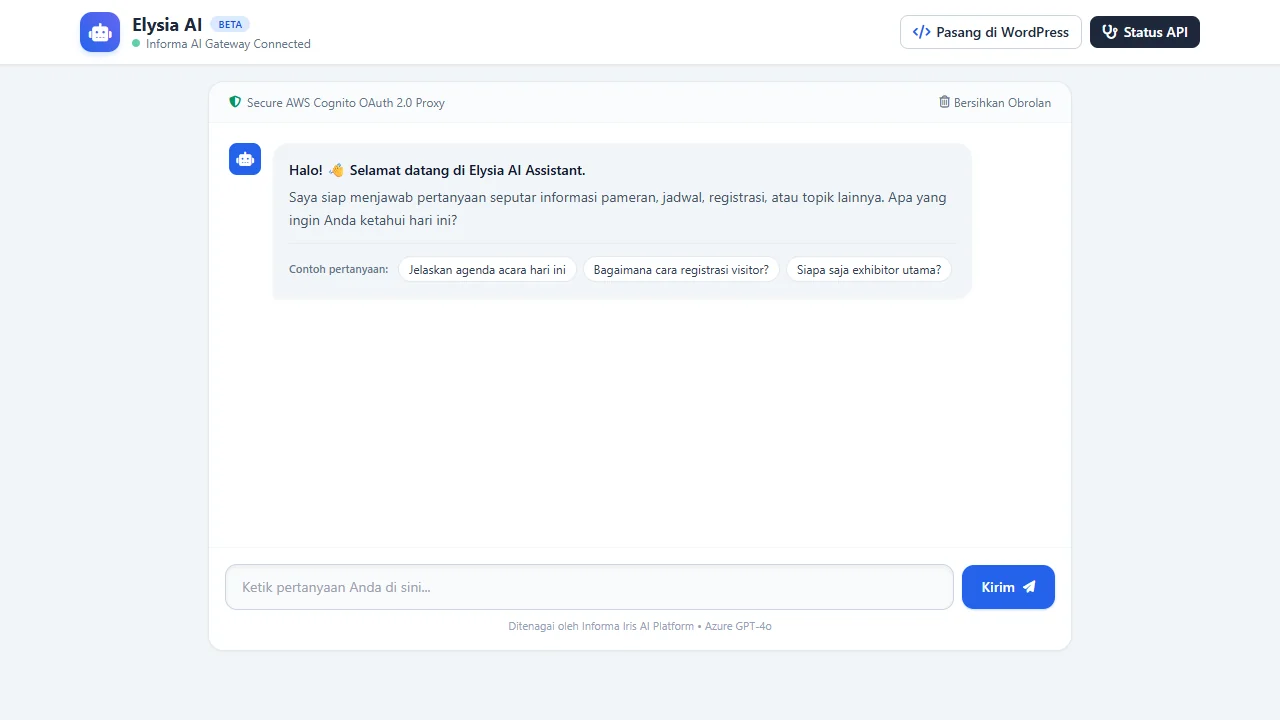 Elysia AI BETA
Informa AI Gateway Connected
</> Pasang di WordPress
Status API
Secure AWS Cognito OAuth 2.0 Proxy
Bersihkan Obrolan
Halo! 👋 Selamat datang di Elysia AI Assistant.
Saya siap menjawab pertanyaan seputar informasi pameran, jadwal, registrasi, atau topik lainnya. Apa yang
ingin Anda ketahui hari ini?
Contoh pertanyaan: Jelaskan agenda acara hari ini Bagaimana cara registrasi visitor? Siapa saja exhibitor utama?
Ketik pertanyaan Anda di sini...
Kirim
Ditenagai oleh Informa Iris AI Platform • Azure GPT-4o